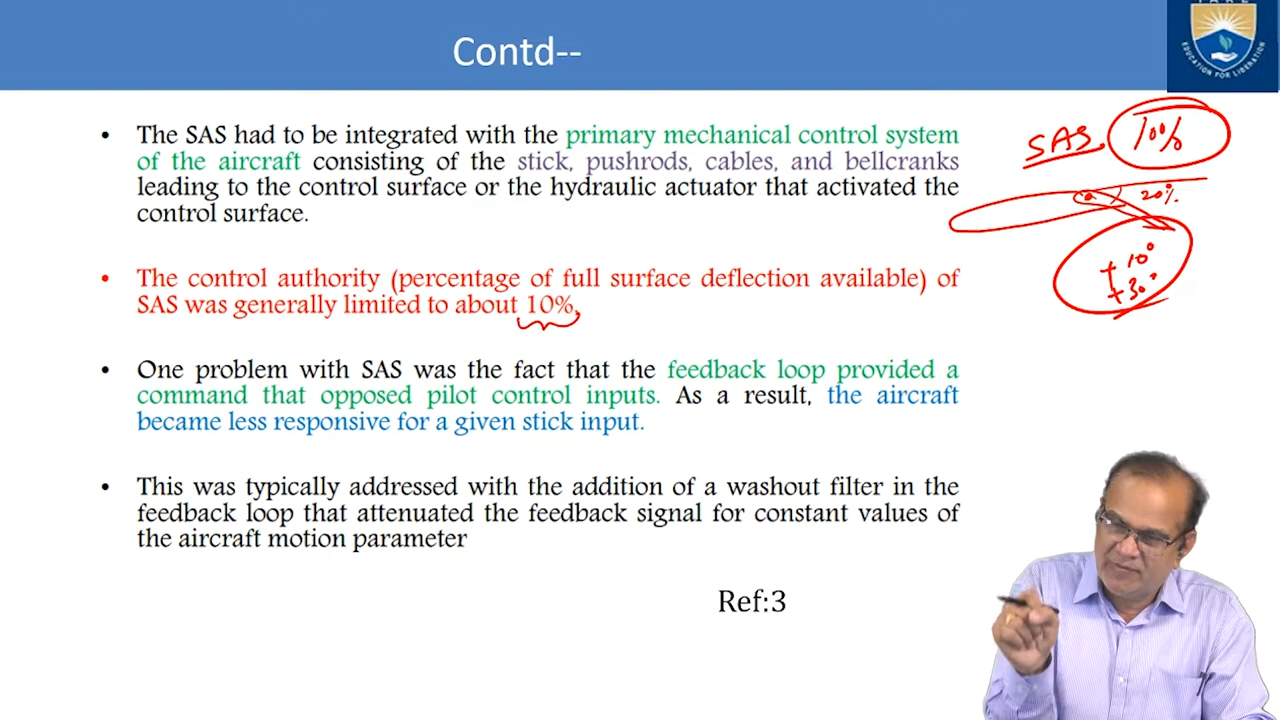 Contd--
EDUCATION FOR LIBERATION
• The SAS had to be integrated with the primary mechanical control system
of the aircraft consisting of the stick, pushrods, cables, and bellcranks
leading to the control surface or the hydraulic actuator that activated the
control surface.
SAS. 100%
20%.
+10°
+30°
• The control authority (percentage of full surface deflection available) of
SAS was generally limited to about 10%.
• One problem with SAS was the fact that the feedback loop provided a
command that opposed pilot control inputs. As a result, the aircraft
became less responsive for a given stick input.
• This was typically addressed with the addition of a washout filter in the
feedback loop that attenuated the feedback signal for constant values of
the aircraft motion parameter
Ref:3